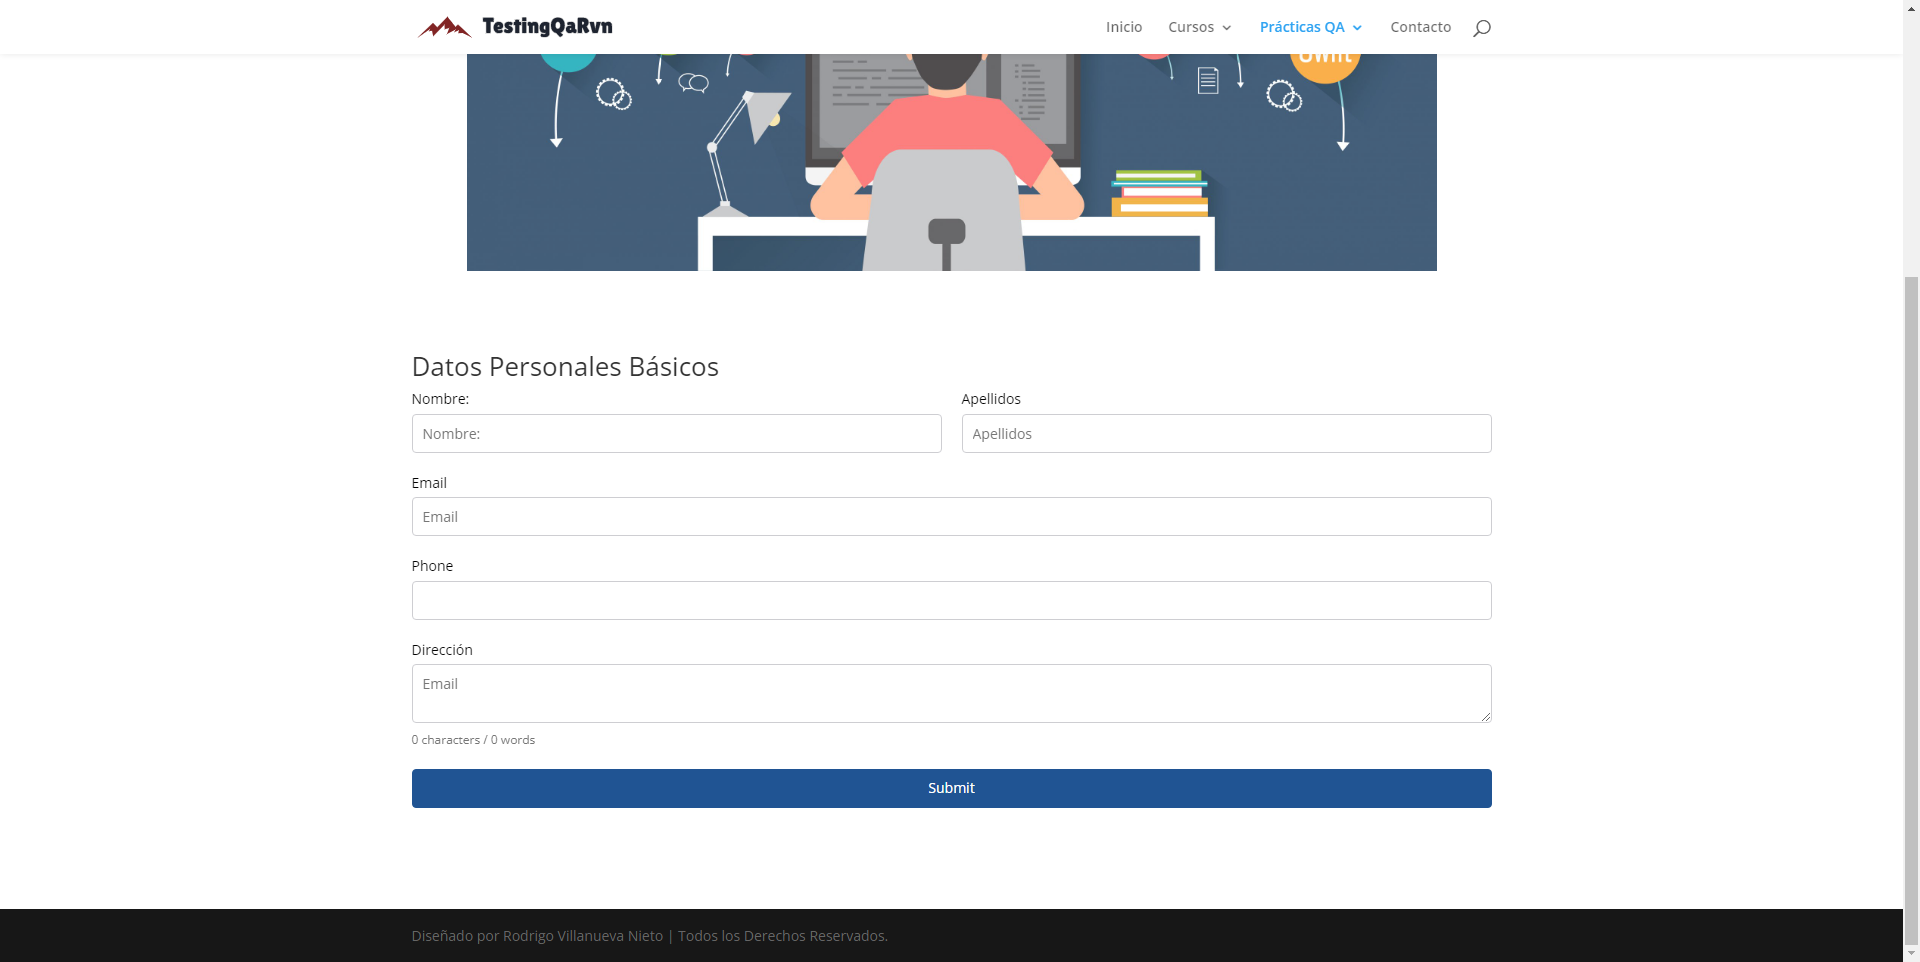 TestingQaRvn
Inicio Cursos Prácticas QA Contacto
Datos Personales Básicos
Nombre: Apellidos
Nombre: Apellidos
Email
Email
Phone
Dirección
Email
0 characters / 0 words
Submit
Diseñado por Rodrigo Villanueva Nieto | Todos los Derechos Reservados.